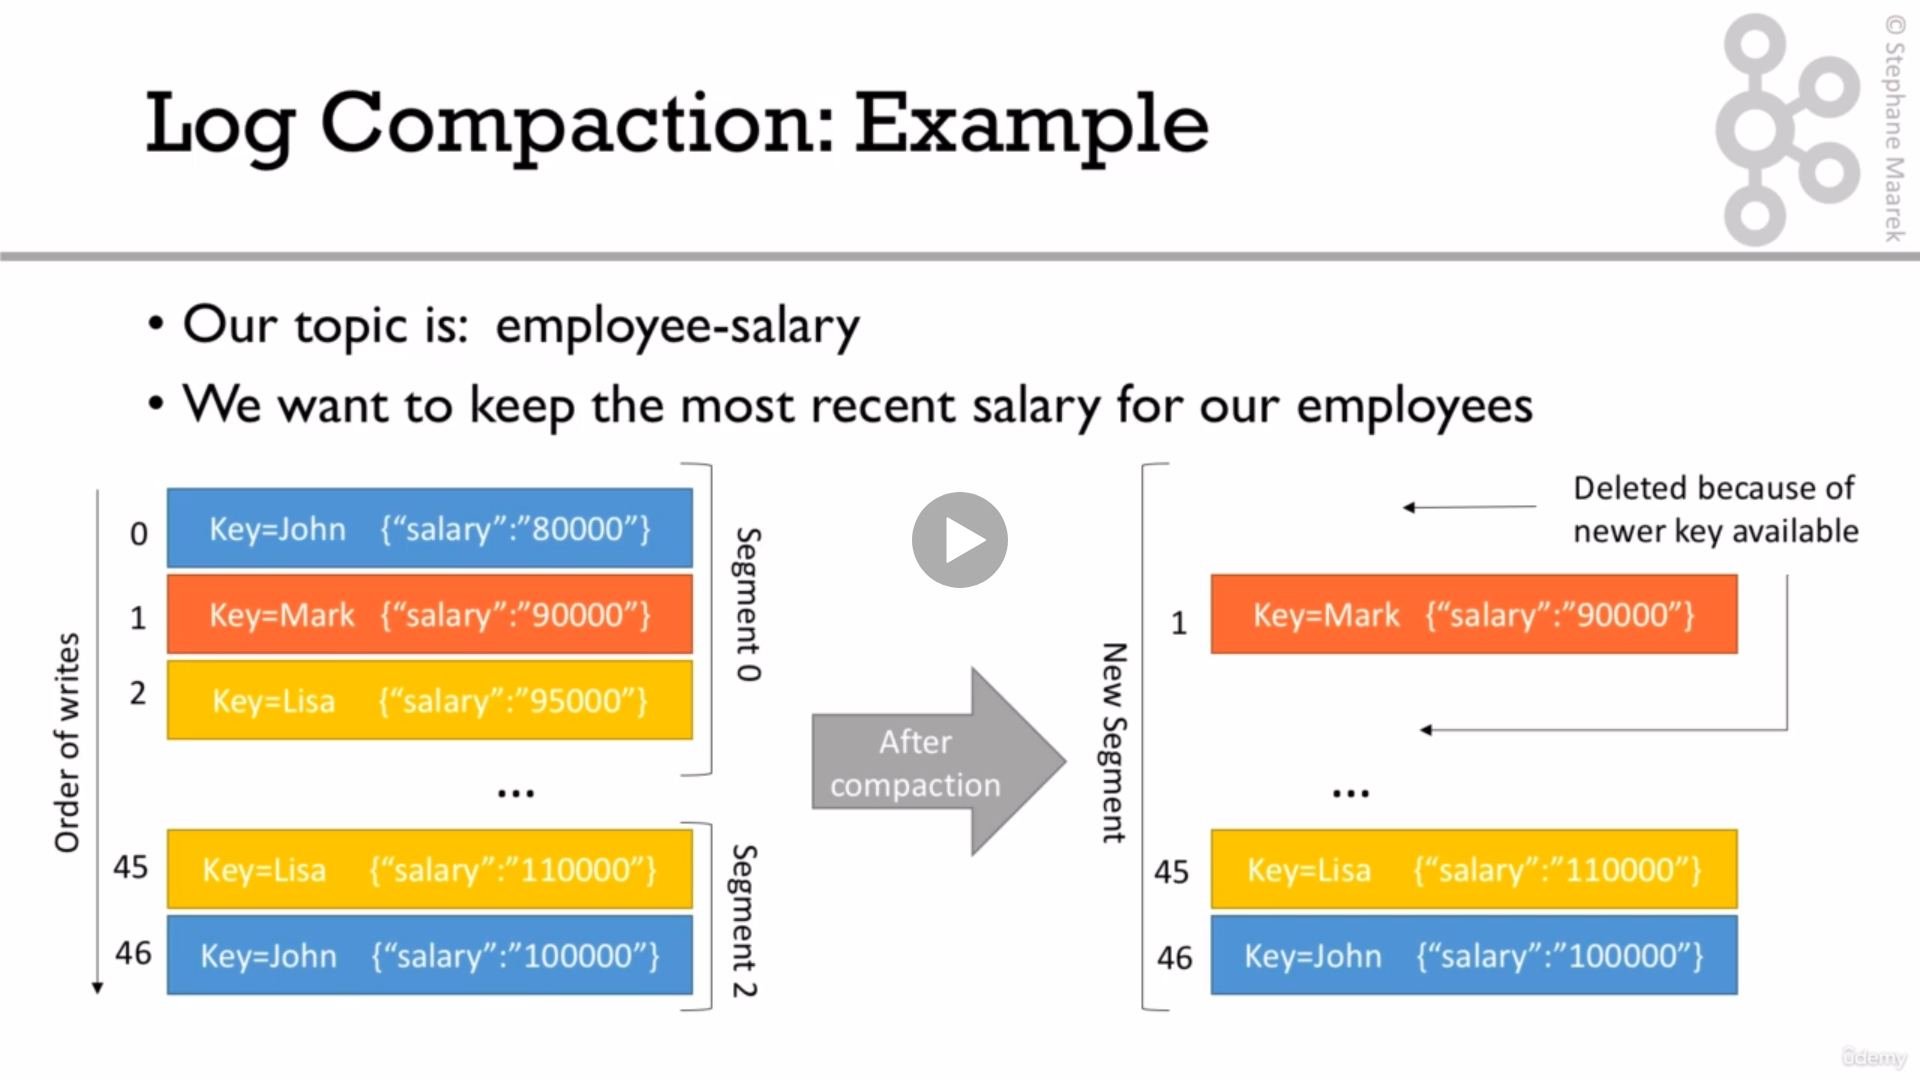 © Stephane Maarek
Log Compaction: Example
• Our topic is: employee-salary
• We want to keep the most recent salary for our employees
Order of writes
0 Key=John {“salary”:”80000”}
1 Key=Mark {“salary”:”90000”}
2 Key=Lisa {“salary”:”95000”}
Segment 0
...
45 Key=Lisa {“salary”:”110000”}
46 Key=John {“salary”:”100000”}
Segment 2
After
compaction
New Segment
Deleted because of
newer key available
1 Key=Mark {“salary”:”90000”}
...
45 Key=Lisa {“salary”:”110000”}
46 Key=John {“salary”:”100000”}
ûdemy